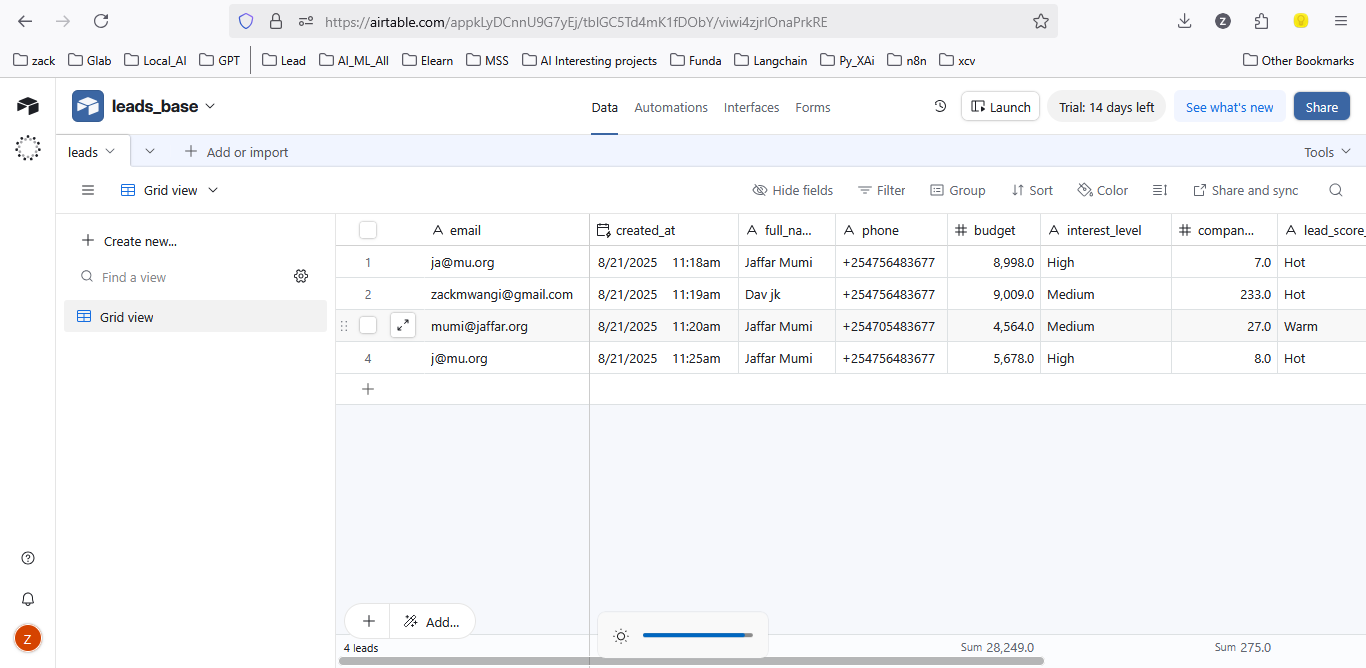 https://airtable.com/appkLyDCnnU9G7yEj/tblGC5Td4mK1fDObY/viwi4zjrIOnaPrkRE
Z
zack Glab Local_AI GPT Lead AI_ML_All Elearn MSS AI Interesting projects Funda Langchain Py_XAi n8n xcv Other Bookmarks
leads_base Data Automations Interfaces Forms Launch Trial: 14 days left See what's new Share
leads Add or import Tools
Grid view Hide fields Filter Group Sort Color Share and sync
Create new...
Find a view
Grid view
email created_at full_na... phone budget interest_level compan... lead_score_
1 ja@mu.org 8/21/2025 11:18am Jaffar Mumi +254756483677 8,998.0 High 7.0 Hot
2 zackmwangi@gmail.com 8/21/2025 11:19am Dav jk +254756483677 9,009.0 Medium 233.0 Hot
mumi@jaffar.org 8/21/2025 11:20am Jaffar Mumi +254705483677 4,564.0 Medium 27.0 Warm
4 j@mu.org 8/21/2025 11:25am Jaffar Mumi +254756483677 5,678.0 High 8.0 Hot
Add...
4 leads Sum 28,249.0 Sum 275.0
Z